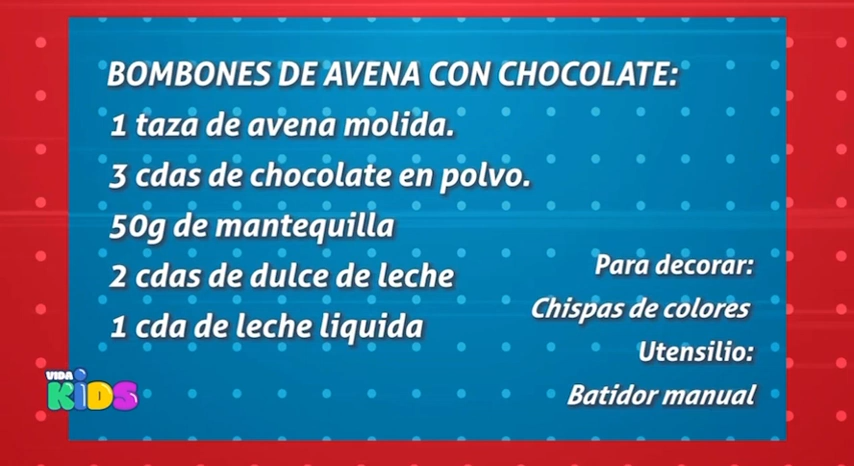 BOMBONES DE AVENA CON CHOCOLATE:
1 taza de avena molida.
3 cdas de chocolate en polvo.
50g de mantequilla
2 cdas de dulce de leche
1 cda de leche liquida
Para decorar:
Chispas de colores
Utensilio:
Batidor manual
VIDA
KiDS